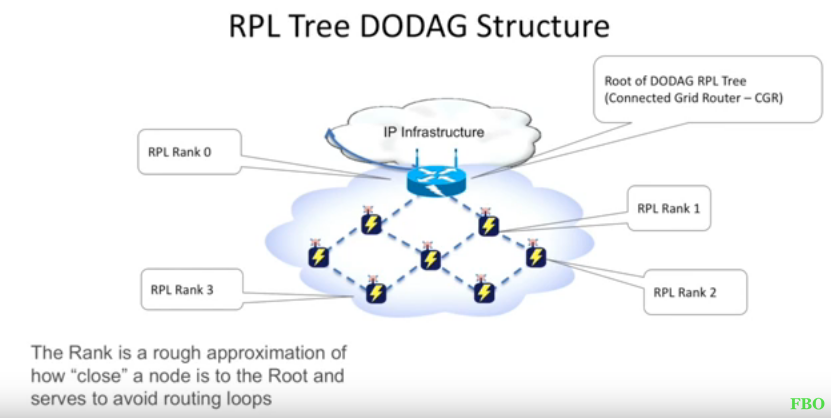 RPL Tree DODAG Structure
Root of DODAG RPL Tree
(Connected Grid Router – CGR)
IP Infrastructure
RPL Rank 0
RPL Rank 1
RPL Rank 3
RPL Rank 2
The Rank is a rough approximation of
how “close” a node is to the Root and
serves to avoid routing loops
FBO